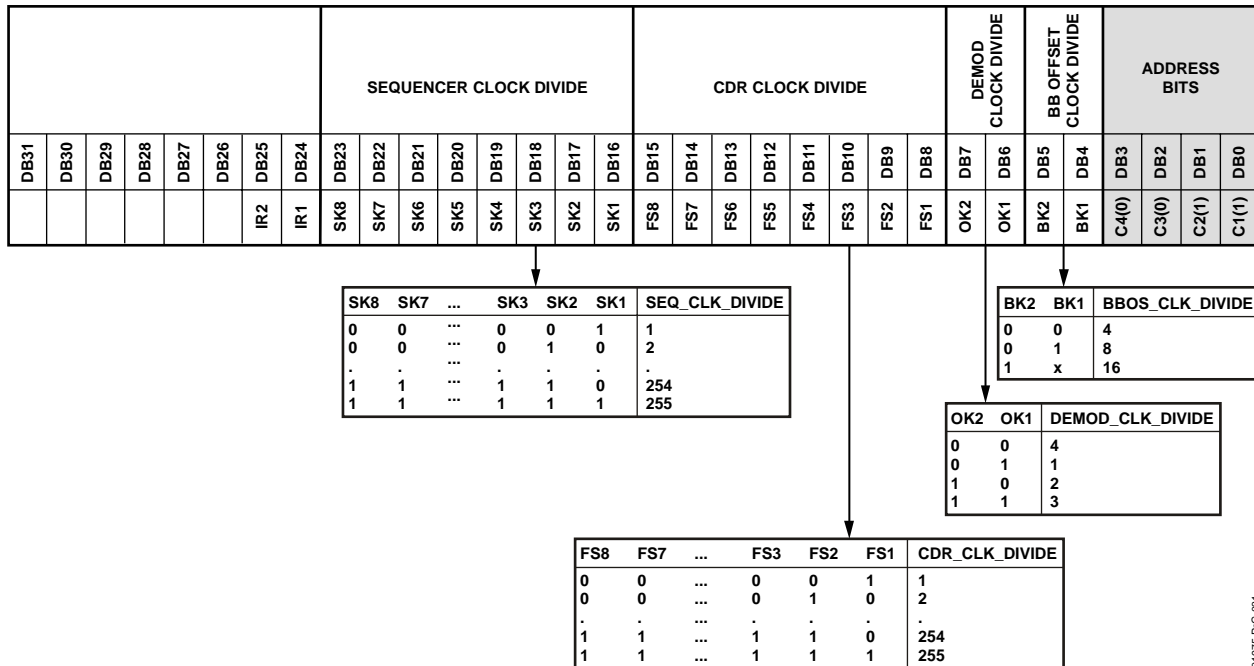 SEQUENCER CLOCK DIVIDE
CDR CLOCK DIVIDE
DEMOD
CLOCK DIVIDE
BB OFFSET
CLOCK DIVIDE
ADDRESS
BITS
DB31 DB30 DB29 DB28 DB27 DB26 DB25 DB24 DB23 DB22 DB21 DB20 DB19 DB18 DB17 DB16 DB15 DB14 DB13 DB12 DB11 DB10 DB9 DB8 DB7 DB6 DB5 DB4 DB3 DB2 DB1 DB0
IR2 IR1 SK8 SK7 SK6 SK5 SK4 SK3 SK2 SK1 FS8 FS7 FS6 FS5 FS4 FS3 FS2 FS1 OK2 OK1 BK2 BK1 C4(0) C3(0) C2(1) C1(1)
SK8 SK7 ... SK3 SK2 SK1 SEQ_CLK_DIVIDE
0 0 ... 0 0 1 1
0 0 ... 0 1 0 2
. . ... . . . .
1 1 ... 1 1 0 254
1 1 ... 1 1 1 255
BK2 BK1 BBOS_CLK_DIVIDE
0 0 4
0 1 8
1 x 16
OK2 OK1 DEMOD_CLK_DIVIDE
0 0 4
0 1 1
1 0 2
1 1 3
FS8 FS7 ... FS3 FS2 FS1 CDR_CLK_DIVIDE
0 0 ... 0 0 1 1
0 0 ... 0 1 0 2
. . ... . . . .
1 1 ... 1 1 0 254
1 1 ... 1 1 1 255